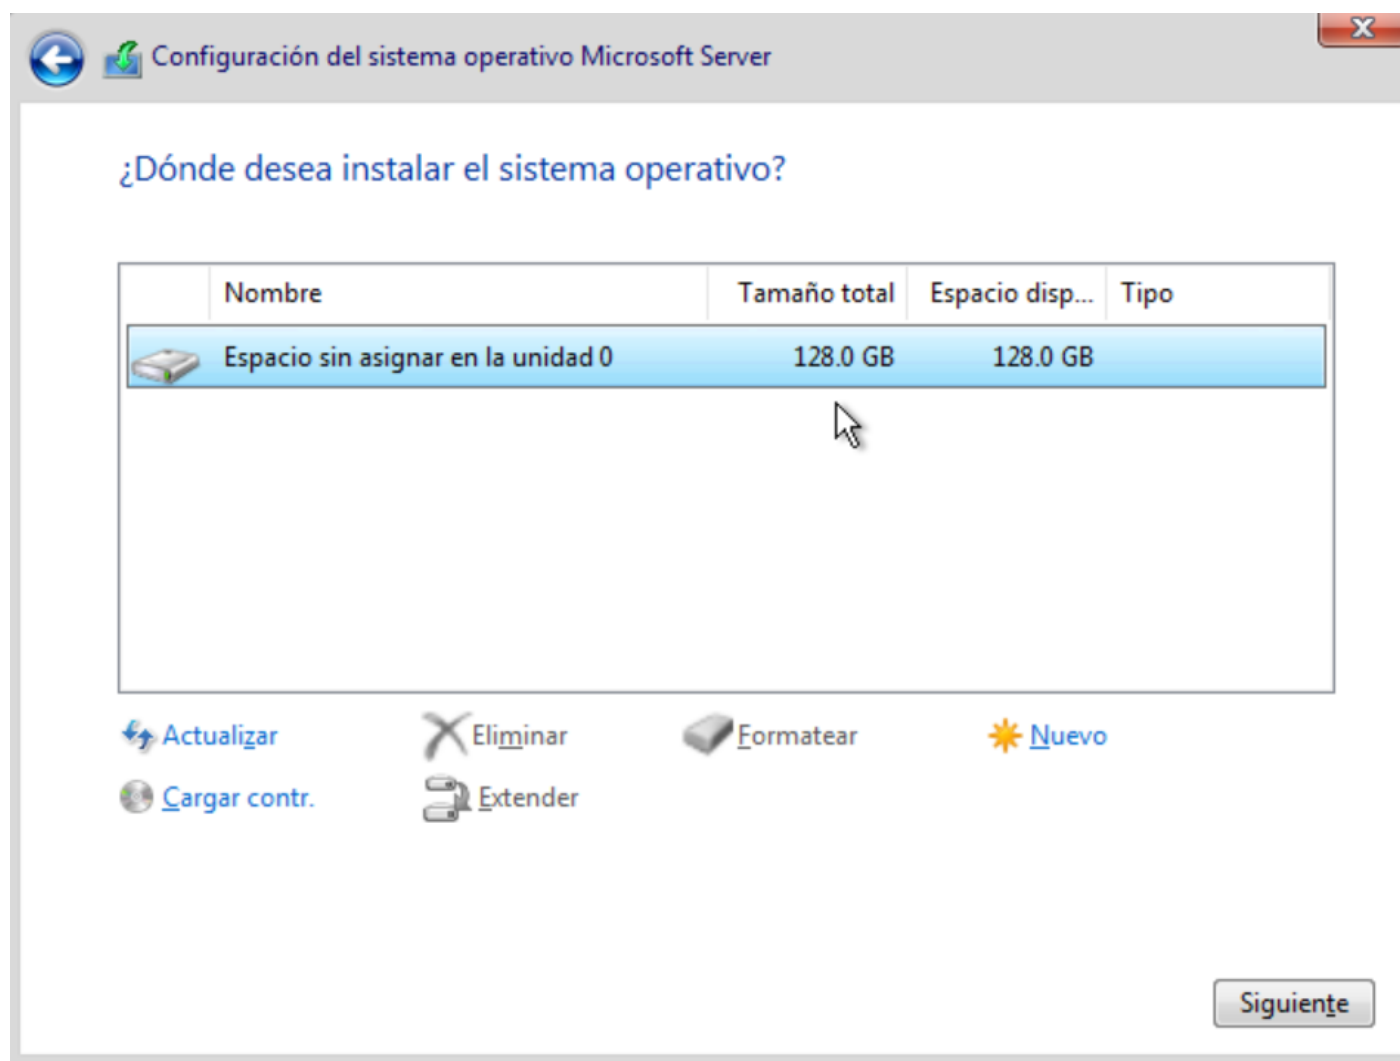 Configuración del sistema operativo Microsoft Server
¿Dónde desea instalar el sistema operativo?
Nombre Tamaño total Espacio disp... Tipo
Espacio sin asignar en la unidad 0 128.0 GB 128.0 GB
Actualizar Eliminar Formatear Nuevo
Cargar contr. Extender
Siguiente